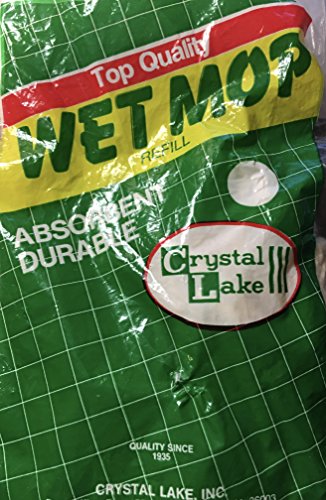 Top Quality
WET MOP
REFILL
ABSORBENT
DURABLE
Crystal
Lake
QUALITY SINCE
1935
CRYSTAL LAKE, INC.